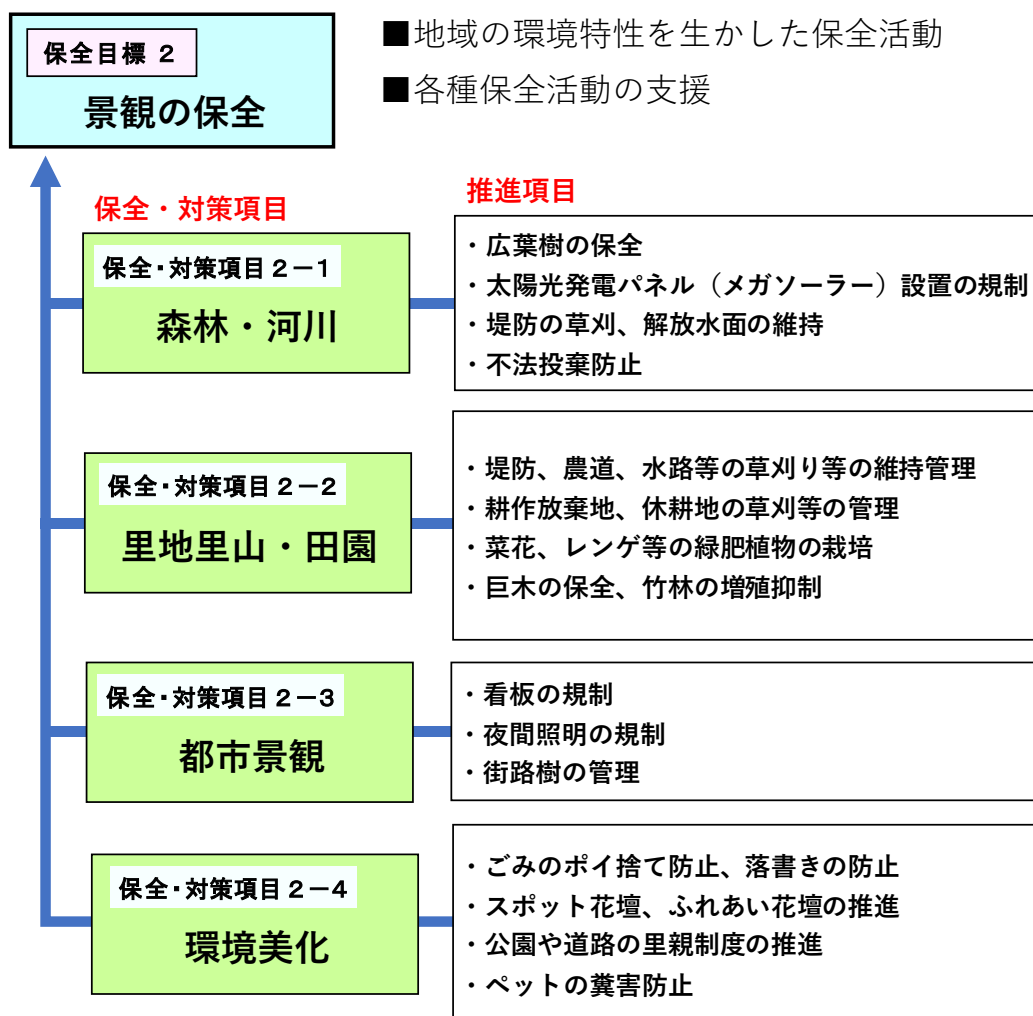 保全目標 2
景観の保全
■地域の環境特性を生かした保全活動
■各種保全活動の支援
保全・対策項目
推進項目
保全・対策項目２－１
森林・河川
・広葉樹の保全
・太陽光発電パネル（メガソーラー）設置の規制
・堤防の草刈、解放水面の維持
・不法投棄防止
保全・対策項目２－２
里地里山・田園
・堤防、農道、水路等の草刈り等の維持管理
・耕作放棄地、休耕地の草刈等の管理
・菜花、レンゲ等の緑肥植物の栽培
・巨木の保全、竹林の増殖抑制
保全・対策項目２－３
都市景観
・看板の規制
・夜間照明の規制
・街路樹の管理
保全・対策項目２－４
環境美化
・ごみのポイ捨て防止、落書きの防止
・スポット花壇、ふれあい花壇の推進
・公園や道路の里親制度の推進
・ペットの糞害防止